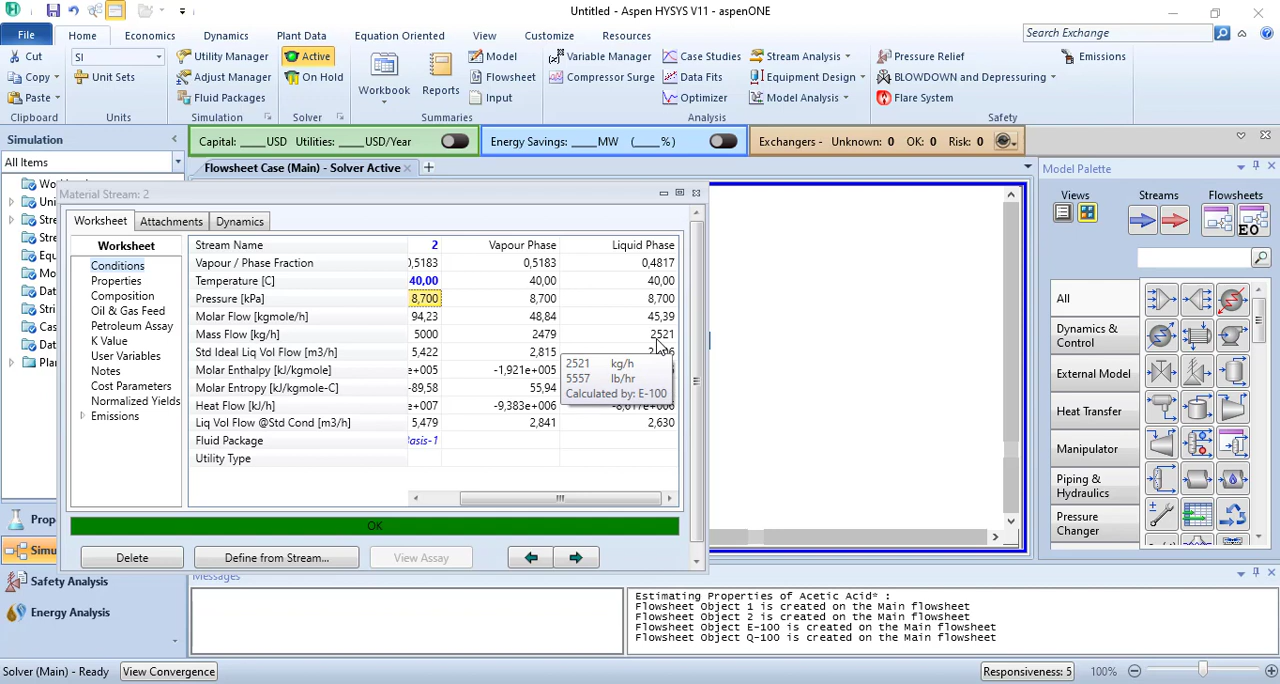 Untitled - Aspen HYSYS V11 - aspenONE
File Home Economics Dynamics Plant Data Equation Oriented View Customize Resources Search Exchange
Cut SI Utility Manager Active Model Variable Manager Case Studies Stream Analysis Pressure Relief Emissions
Copy Unit Sets Adjust Manager On Hold Workbook Reports Flowsheet Compressor Surge Data Fits Equipment Design BLOWDOWN and Depressuring
Paste Fluid Packages Input Optimizer Model Analysis Flare System
Clipboard Units Simulation Solver Summaries Analysis Safety
Simulation Capital: ____USD Utilities: ____USD/Year Energy Savings: ____MW (____%) Exchangers - Unknown: 0 OK: 0 Risk: 0
All Items Flowsheet Case (Main) - Solver Active Model Palette
Material Stream: 2
Views Streams Flowsheets
EO
Worksheet Attachments Dynamics
Worksheet Stream Name 2 Vapour Phase Liquid Phase
Conditions Vapour / Phase Fraction 0,5183 0,5183 0,4817
Properties Temperature [C] 40,00 40,00 40,00
Composition Pressure [kPa] 8,700 8,700 8,700
Oil & Gas Feed Molar Flow [kgmole/h] 94,23 48,84 45,39
Petroleum Assay Mass Flow [kg/h] 5000 2479 2521
K Value Std Ideal Liq Vol Flow [m3/h] 5,422 2,815
User Variables Molar Enthalpy [kJ/kgmole] e+005 -1,921e+005
Notes Molar Entropy [kJ/kgmole-C] -89,58 55,94
Cost Parameters Heat Flow [kJ/h] e+007 -9,383e+006
Normalized Yields Liq Vol Flow @Std Cond [m3/h] 5,479 2,841 2,630
Emissions Fluid Package Basis-1
Utility Type
2521 kg/h
5557 lb/hr
Calculated by: E-100
OK
Delete Define from Stream... View Assay
All
Dynamics &
Control
External Model
Heat Transfer
Manipulator
Piping &
Hydraulics
Pressure
Changer
Prop
Simu
Safety Analysis
Energy Analysis
Messages
Estimating Properties of Acetic Acid* :
Flowsheet Object 1 is created on the Main flowsheet
Flowsheet Object 2 is created on the Main flowsheet
Flowsheet Object E-100 is created on the Main flowsheet
Flowsheet Object Q-100 is created on the Main flowsheet
Solver (Main) - Ready View Convergence Responsiveness: 5 100%